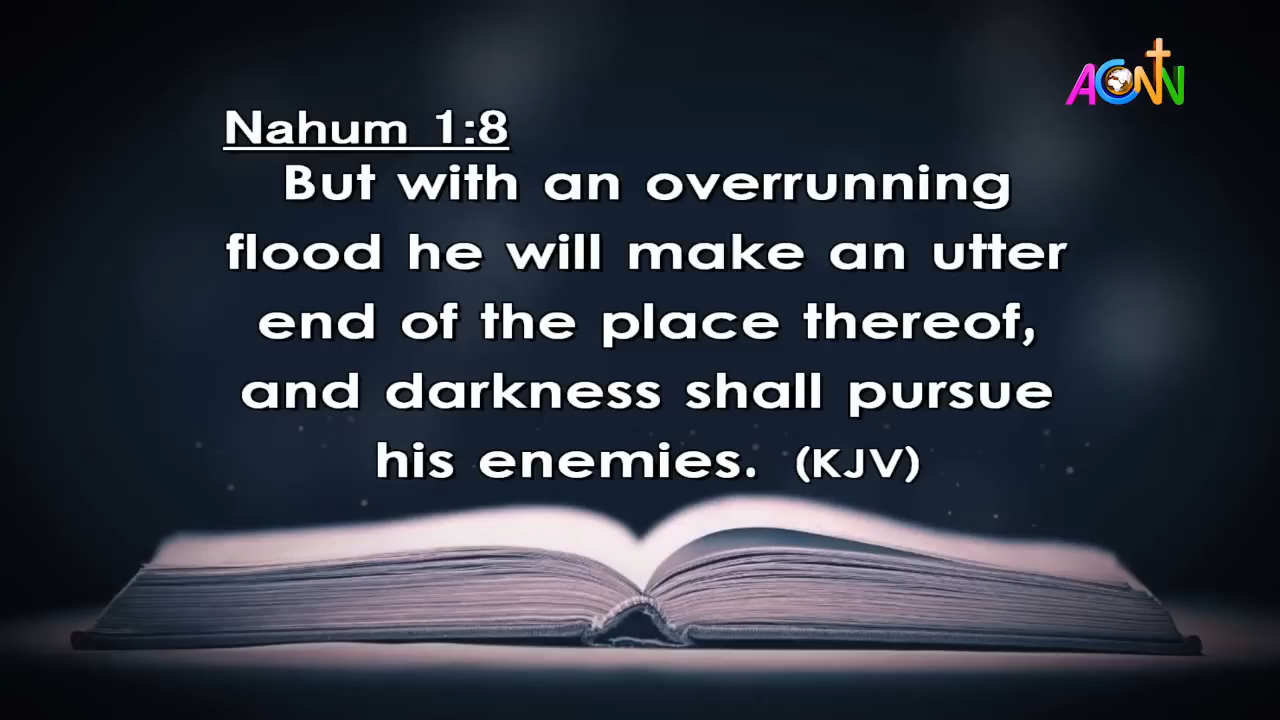 ACNN
Nahum 1:8
But with an overrunning
flood he will make an utter
end of the place thereof,
and darkness shall pursue
his enemies. (KJV)